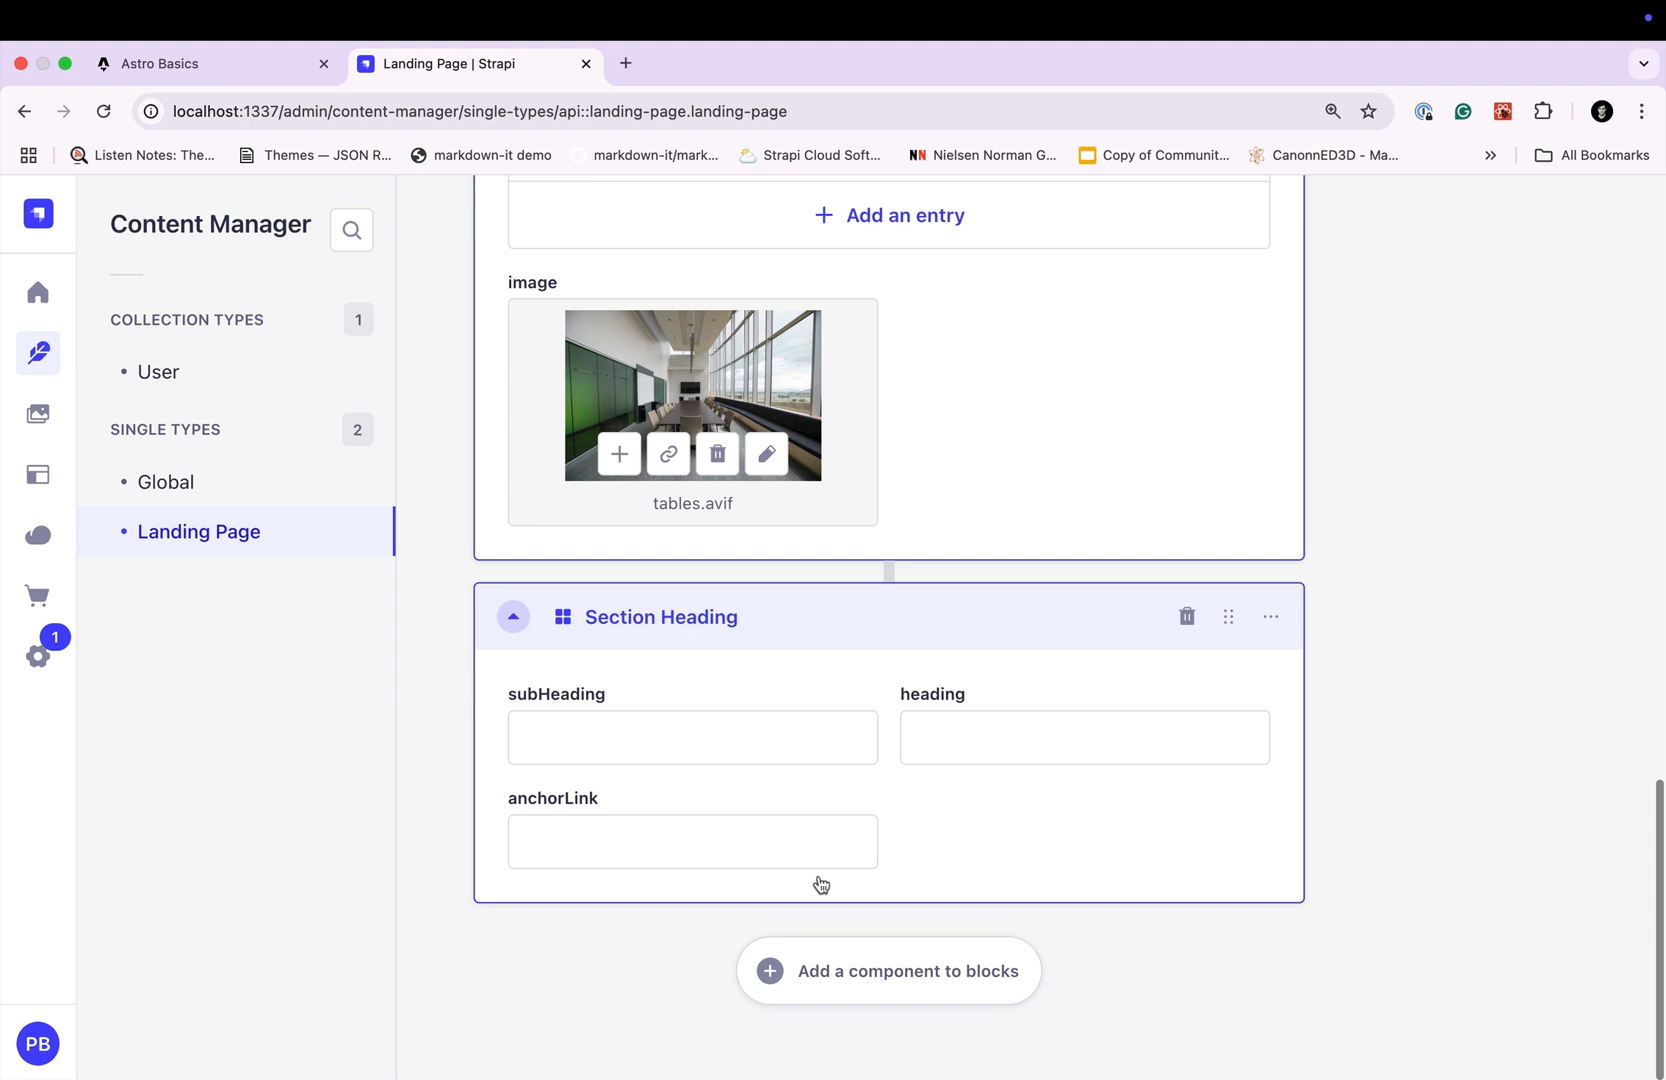 Astro Basics
Landing Page | Strapi
localhost:1337/admin/content-manager/single-types/api::landing-page.landing-page
Listen Notes: The...
Themes — JSON R...
markdown-it demo
markdown-it/mark...
Strapi Cloud Soft...
NN Nielsen Norman G...
Copy of Communit...
CanonnED3D - Ma...
All Bookmarks
Content Manager
COLLECTION TYPES 1
User
SINGLE TYPES 2
Global
Landing Page
1
PB
Add an entry
image
tables.avif
Section Heading
subHeading
heading
anchorLink
Add a component to blocks